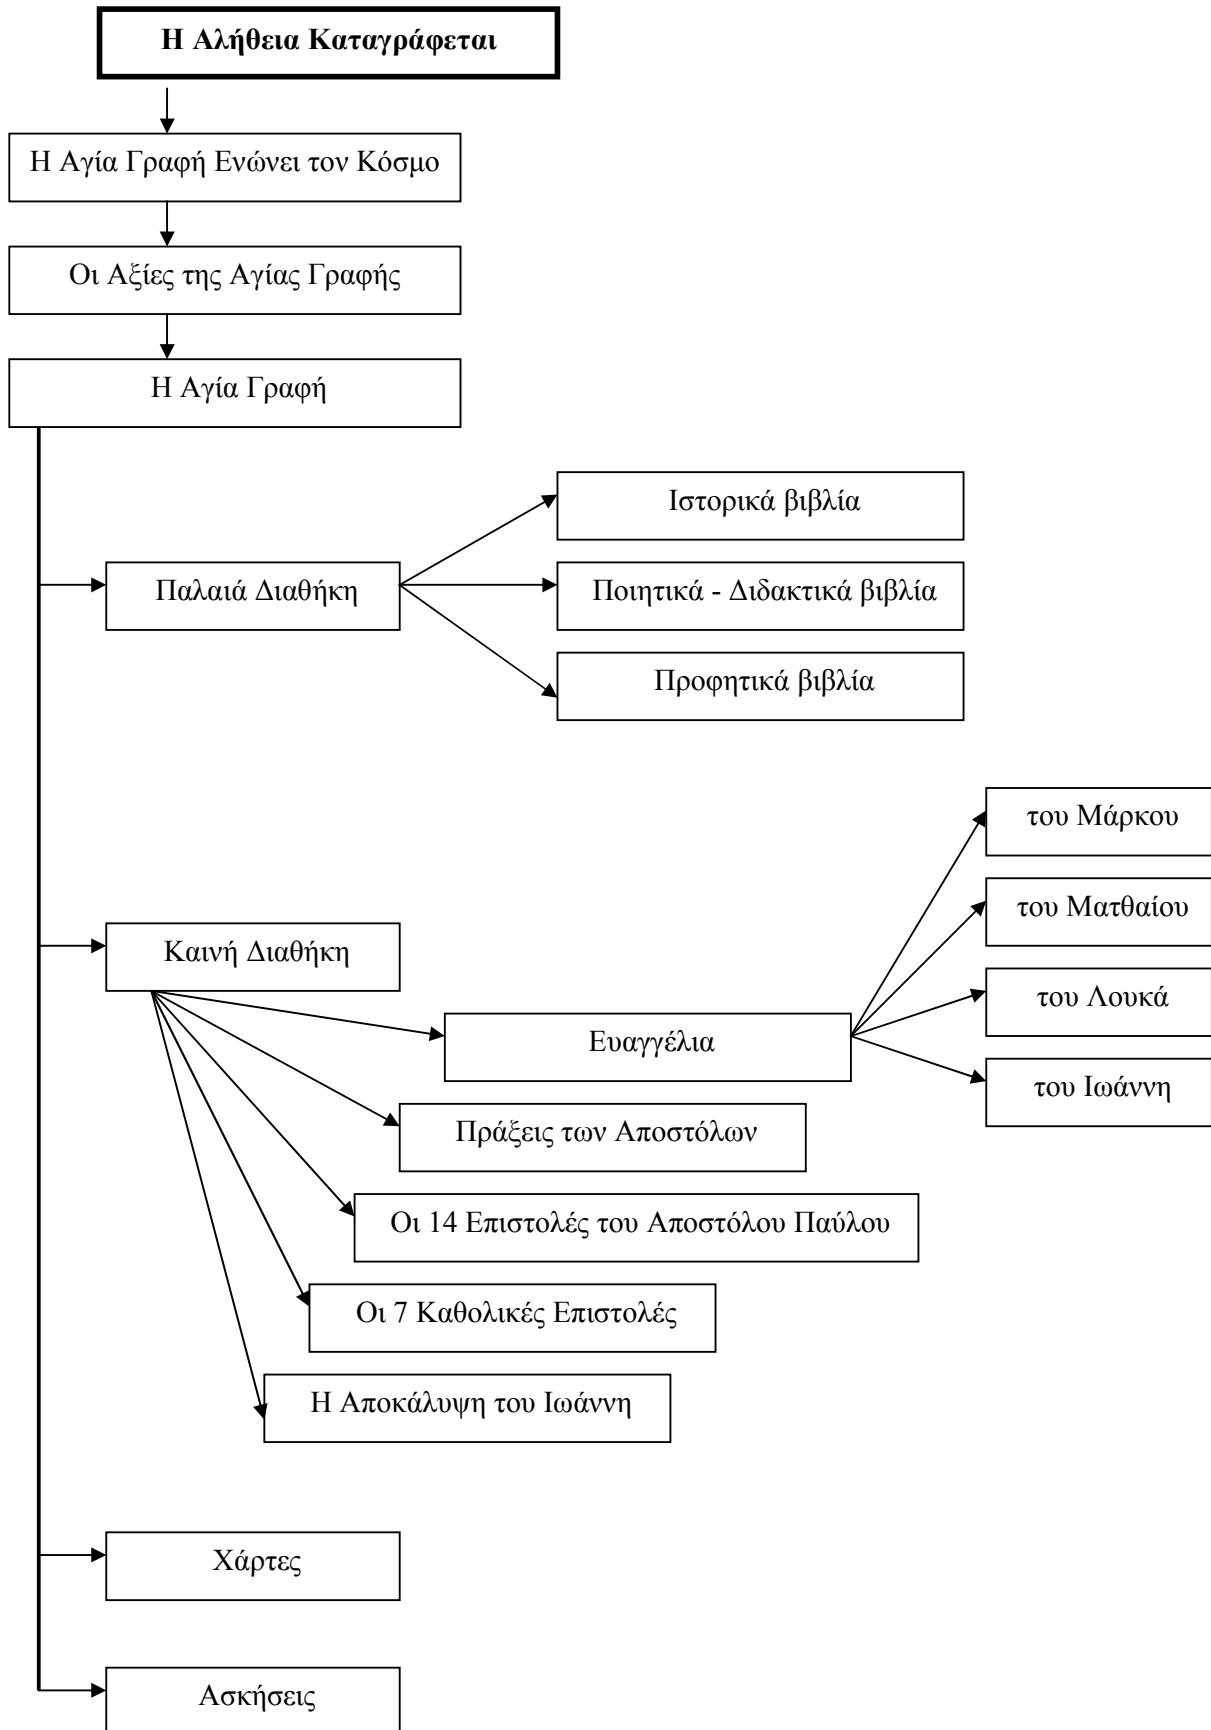 Η Αλήθεια Καταγράφεται
Η Αγία Γραφή Ενώνει τον Κόσμο
Οι Αξίες της Αγίας Γραφής
Η Αγία Γραφή
Ιστορικά βιβλία
Παλαιά Διαθήκη
Ποιητικά - Διδακτικά βιβλία
Προφητικά βιβλία
του Μάρκου
του Ματθαίου
Καινή Διαθήκη
του Λουκά
Ευαγγέλια
του Ιωάννη
Πράξεις των Αποστόλων
Οι 14 Επιστολές του Αποστόλου Παύλου
Οι 7 Καθολικές Επιστολές
Η Αποκάλυψη του Ιωάννη
Χάρτες
Ασκήσεις